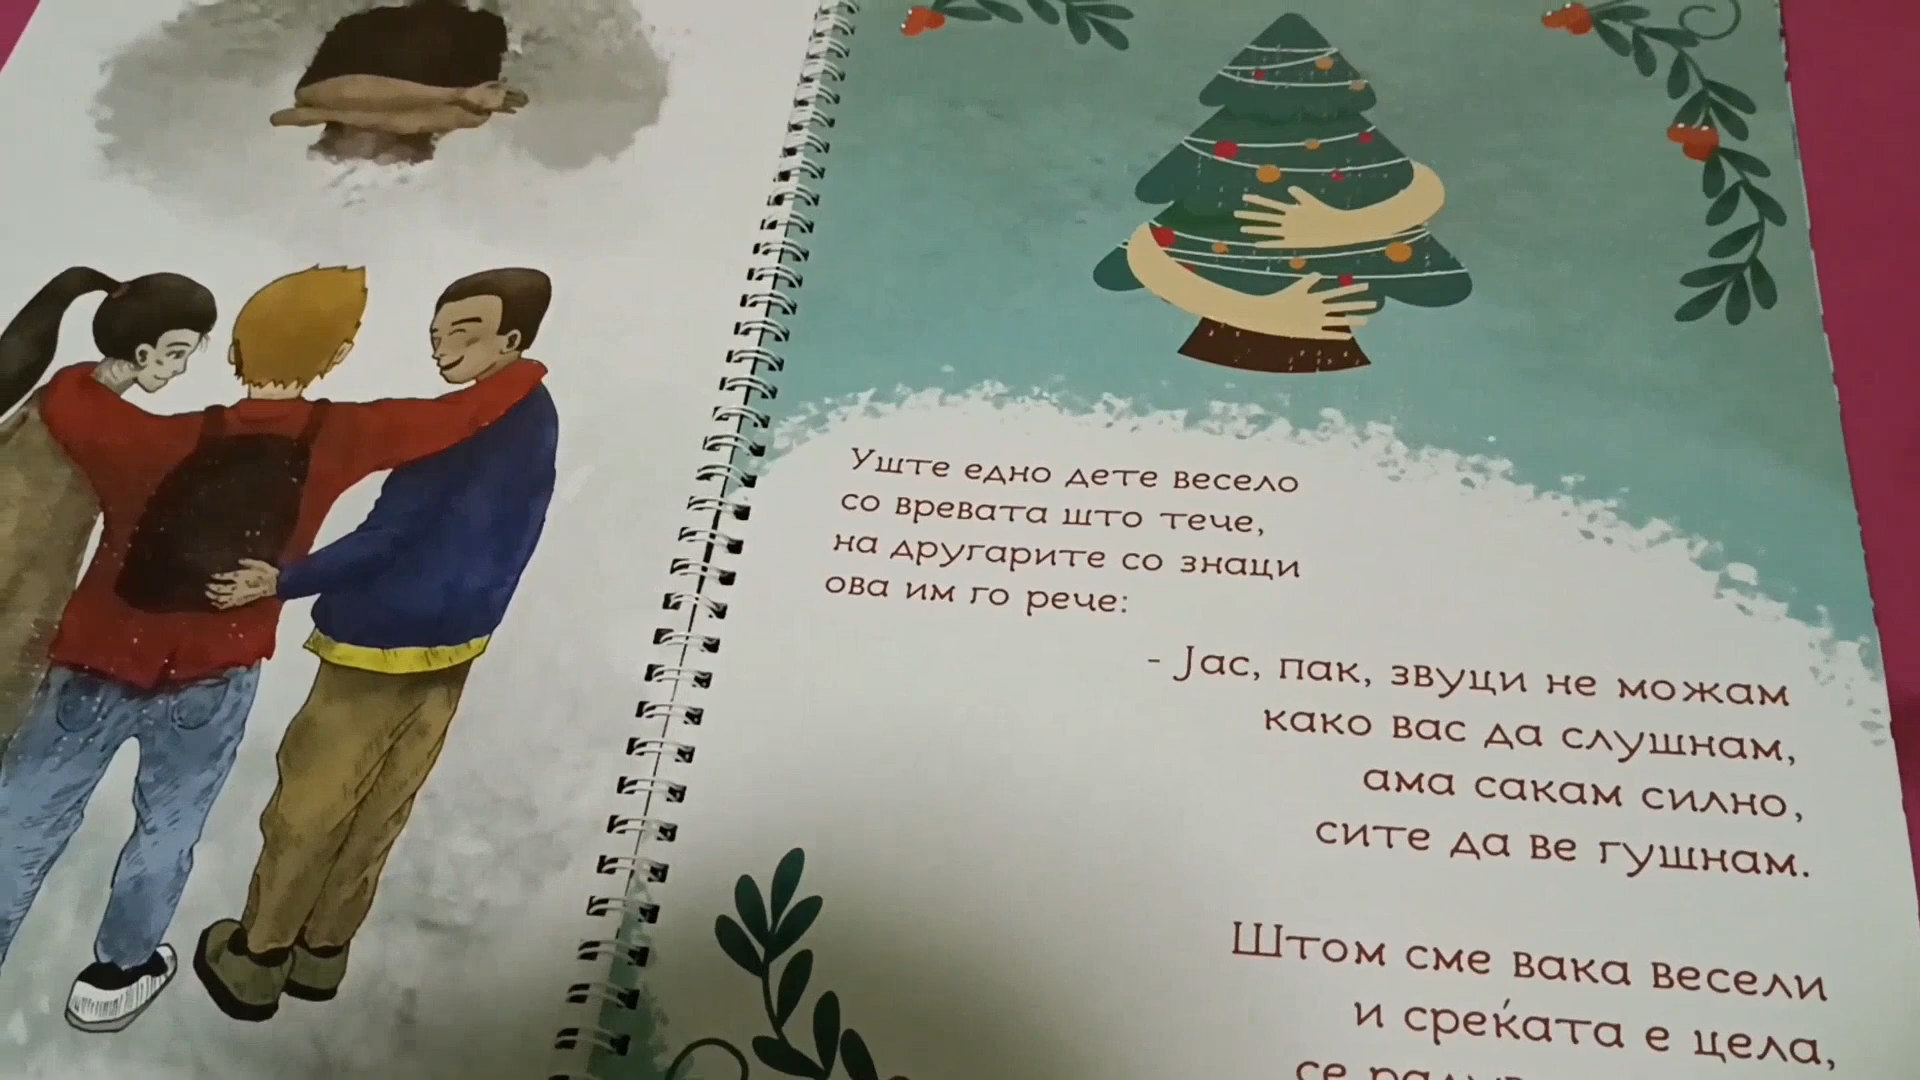 Уште едно дете весело
со вревата што тече,
на другарите со знаци
ова им го рече:
- Јас, пак, звуци не можам
како вас да слушнам,
ама сакам силно,
сите да ве гушнам.
Штом сме вака весели
и среќата е цела,
се